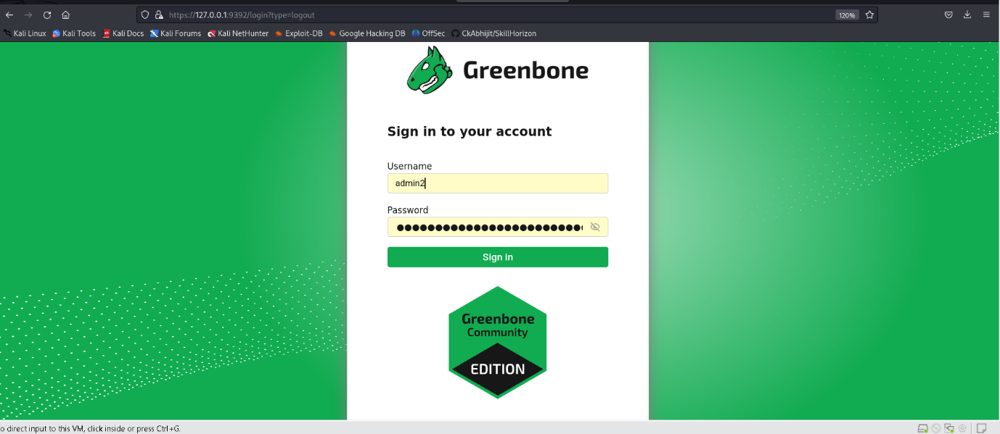 https://127.0.0.1:9392/login?type=logout
120%
Kali Linux Kali Tools Kali Docs Kali Forums Kali NetHunter Exploit-DB Google Hacking DB OffSec CkAbhijit/SkillHorizon
Greenbone
Sign in to your account
Username
admin2
Password
Sign in
Greenbone
Community
EDITION
o direct input to this VM, click inside or press Ctrl+G.